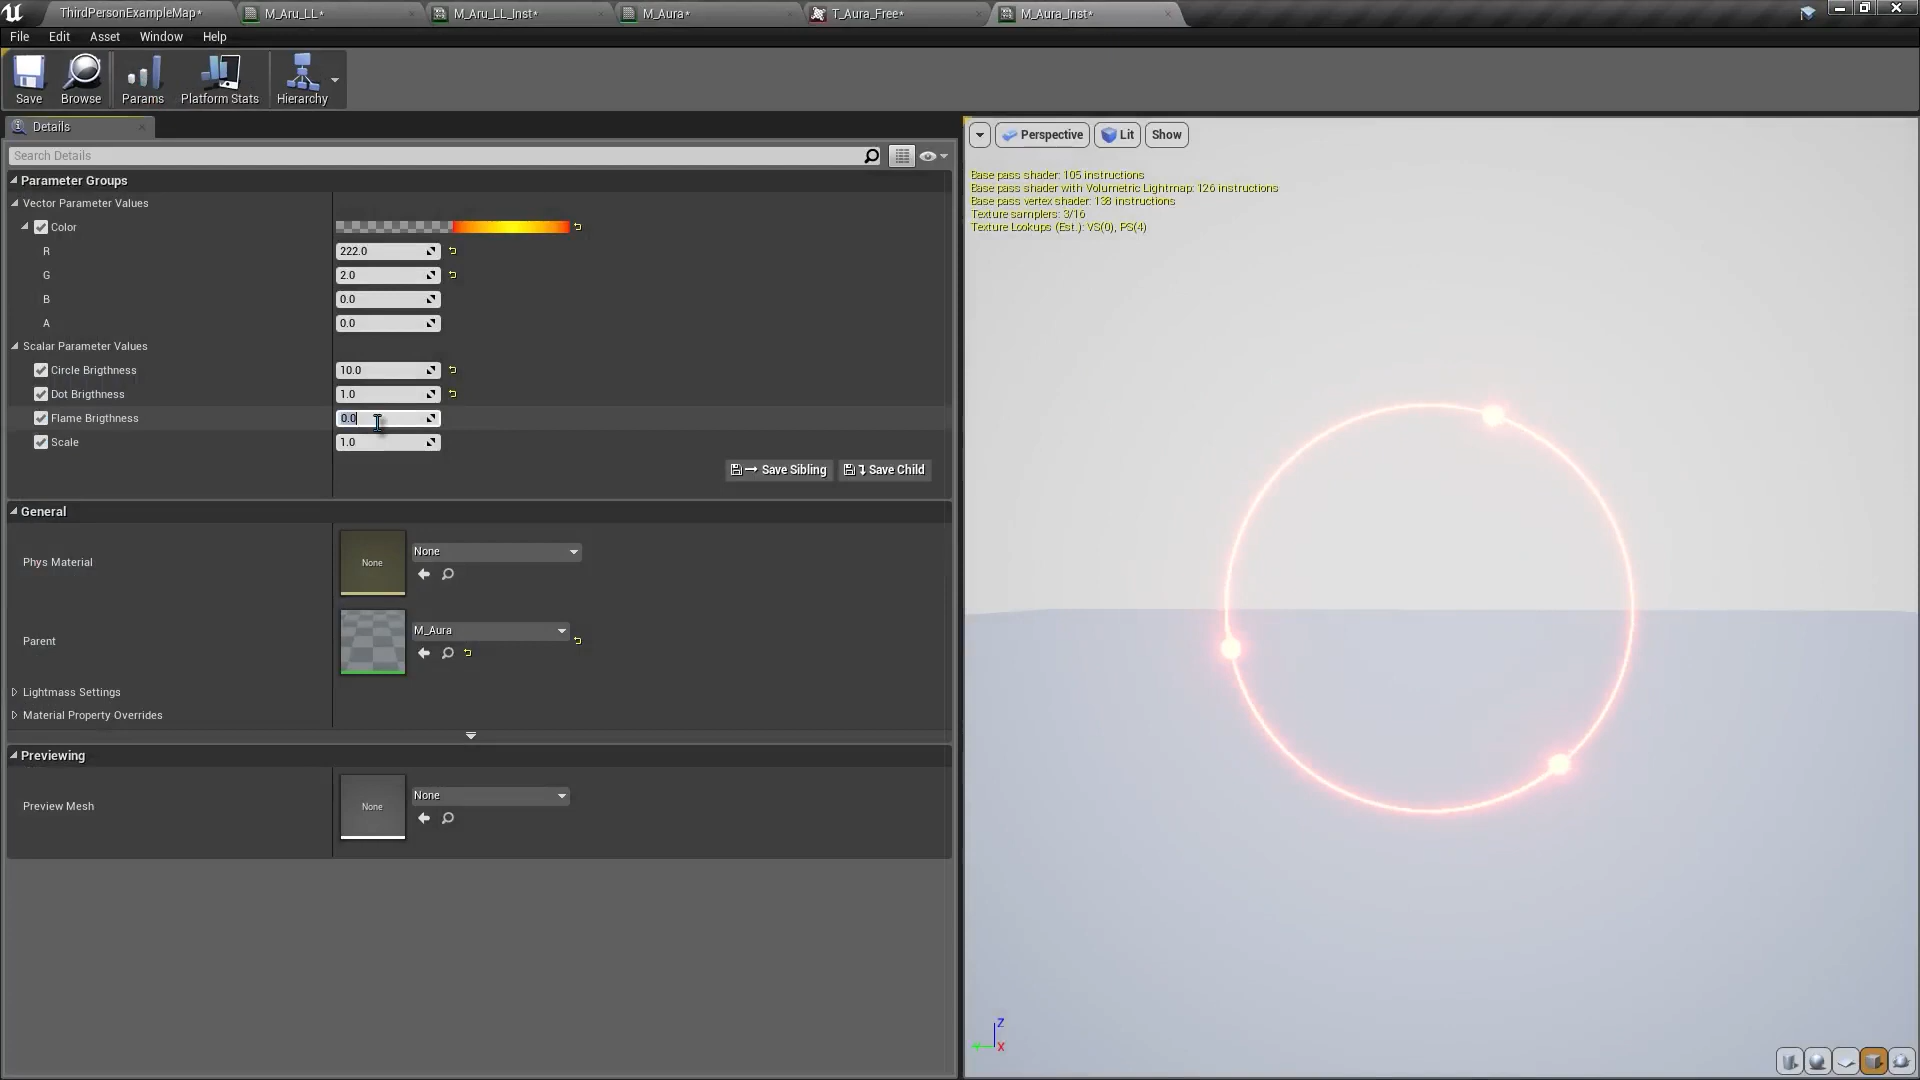 ThirdPersonExampleMap*
M_Aru_LL*
M_Aru_LL_Inst*
M_Aura*
T_Aura_Free*
M_Aura_Inst*
File Edit Asset Window Help
Save Browse Params Platform Stats Hierarchy
Details
Search Details
Parameter Groups
Vector Parameter Values
Color
R 222.0
G 2.0
B 0.0
A 0.0
Scalar Parameter Values
Circle Brigthness 10.0
Dot Brigthness 1.0
Flame Brigthness 0.0
Scale 1.0
Save Sibling Save Child
General
Phys Material None None
Parent M_Aura
Lightmass Settings
Material Property Overrides
Previewing
Preview Mesh None None
Perspective Lit Show
Base pass shader: 105 instructions
Base pass shader with Volumetric Lightmap: 126 instructions
Base pass vertex shader: 138 instructions
Texture samplers: 3/16
Texture Lookups (Est.): VS(0), PS(4)
Z
Y X